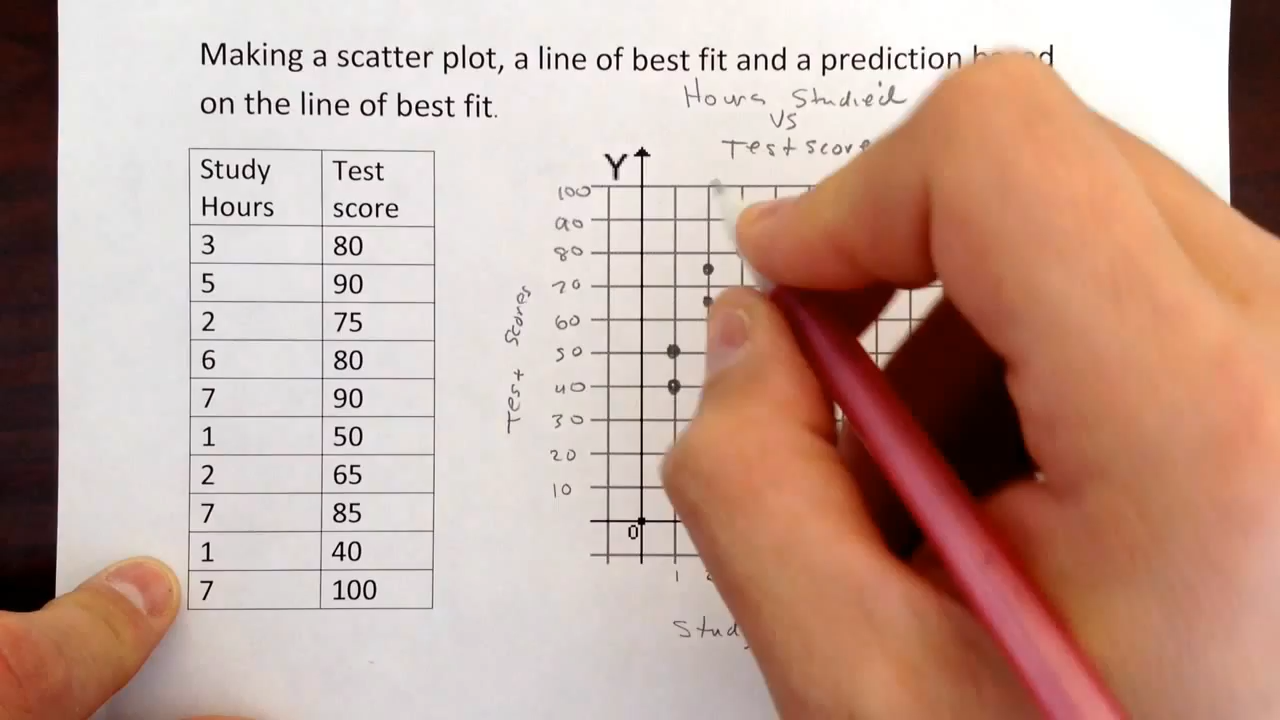 Making a scatter plot, a line of best fit and a prediction
on the line of best fit.
Hours Studied
VS
Test score
Study Hours Test score
3 80
5 90
2 75
6 80
7 90
1 50
2 65
7 85
1 40
7 100
Y
100
90
80
70
60
50
40
30
20
10
0
1
Test Scores